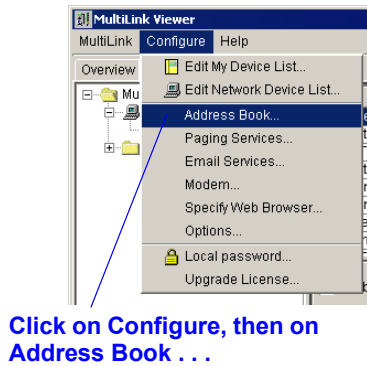 MultiLink Viewer
MultiLink Configure Help
Overview
Edit My Device List...
Mu
Edit Network Device List...
Address Book...
Paging Services...
Email Services...
Modem...
Specify Web Browser...
Options...
Local password...
Upgrade License...
Click on Configure, then on
Address Book . . .